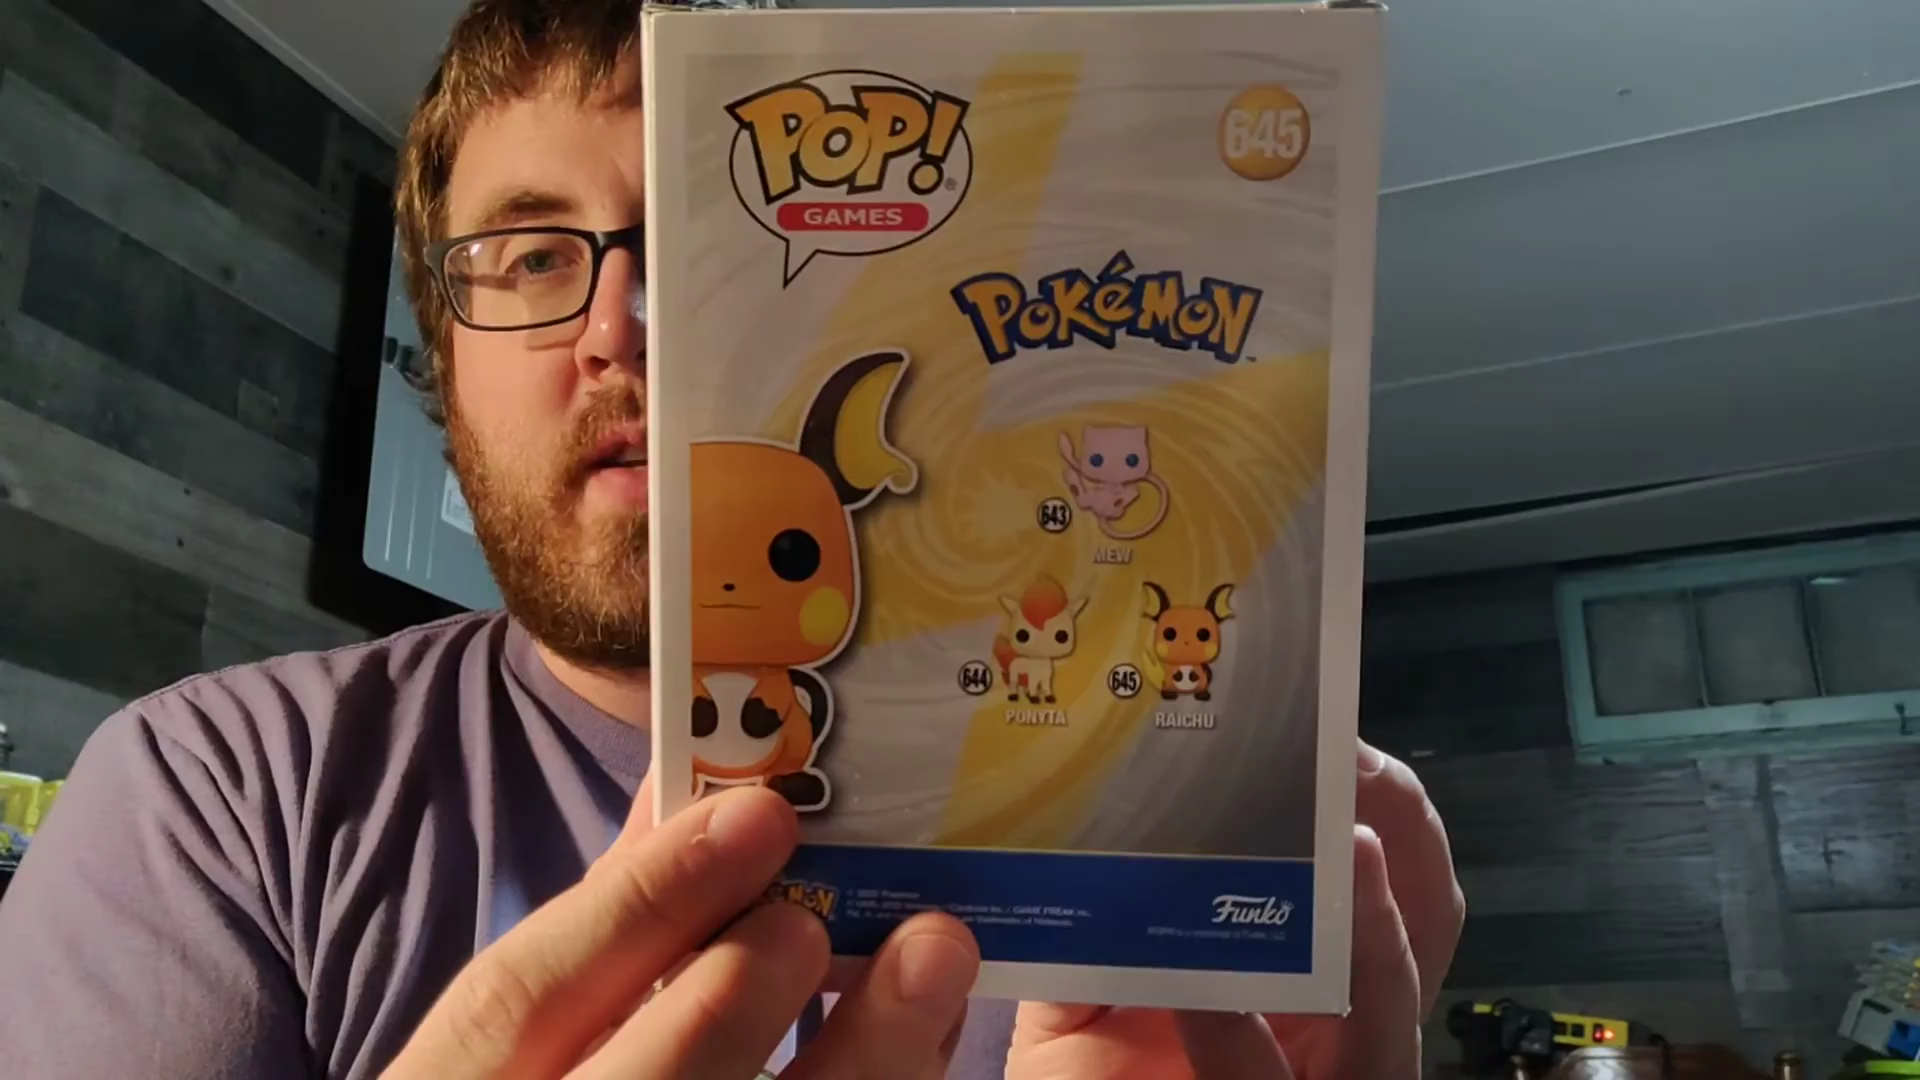 POP!
GAMES
645
POKéMON
643
MEW
644
PONYTA
645
RAICHU
Funko